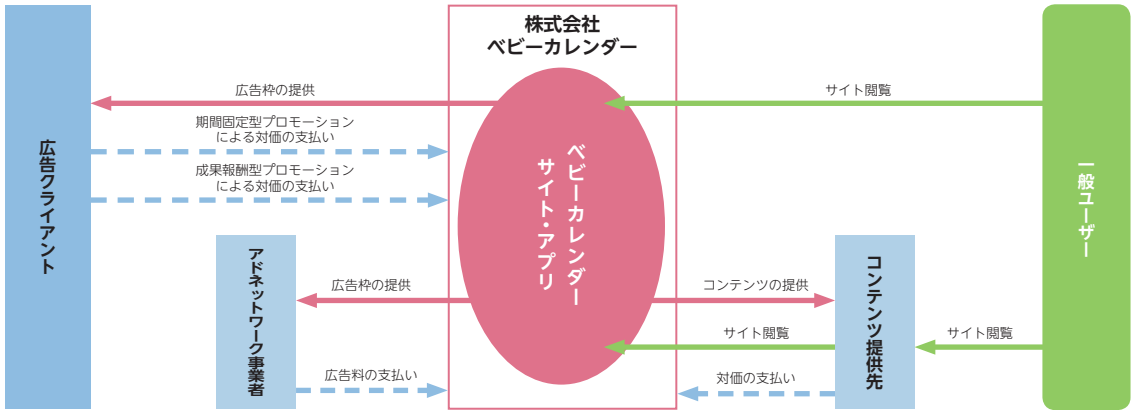 株式会社
ベビーカレンダー
広告クライアント
広告枠の提供
期間固定型プロモーション
による対価の支払い
成果報酬型プロモーション
による対価の支払い
アドネットワーク事業者
広告枠の提供
広告料の支払い
ベビーカレンダー
サイト・アプリ
サイト閲覧
コンテンツの提供
サイト閲覧
対価の支払い
コンテンツ提供先
サイト閲覧
一般ユーザー